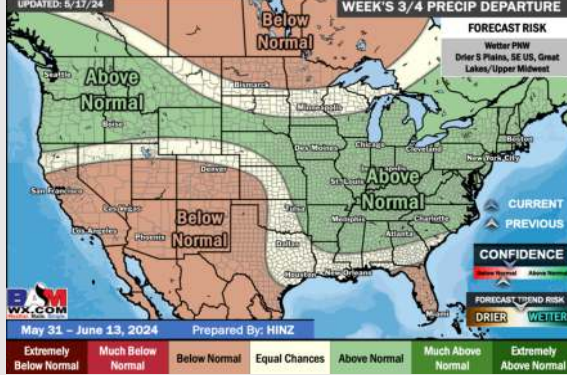 UPDATED: 5/17/24
WEEK'S 3/4 PRECIP DEPARTURE
FORECAST RISK
Wetter PNW
Drier S Plains, SE US, Great
Lakes/Upper Midwest
Below
Normal
Seattle
Above
Normal
Bismarck
Minneapolis
Boise
Boston
Des Moines
Chicago
Cleveland
New York City
Denver
San Francisco
St. Louis
Above
Normal
Las Vegas
Below
Normal
Tulsa
Memphis
Charlotte
CURRENT
Los Angeles
Phoenix
Atlanta
PREVIOUS
Dallas
CONFIDENCE
Below Normal
Above Normal
Houston
New Orleans
FORECAST TREND RISK
DRIER
WETTER
Miami
BAM
WX.COM
May 31 – June 13, 2024
Prepared By: HINZ
Extremely
Below Normal
Much Below
Normal
Below Normal
Equal Chances
Above Normal
Much Above
Normal
Extremely
Above Normal